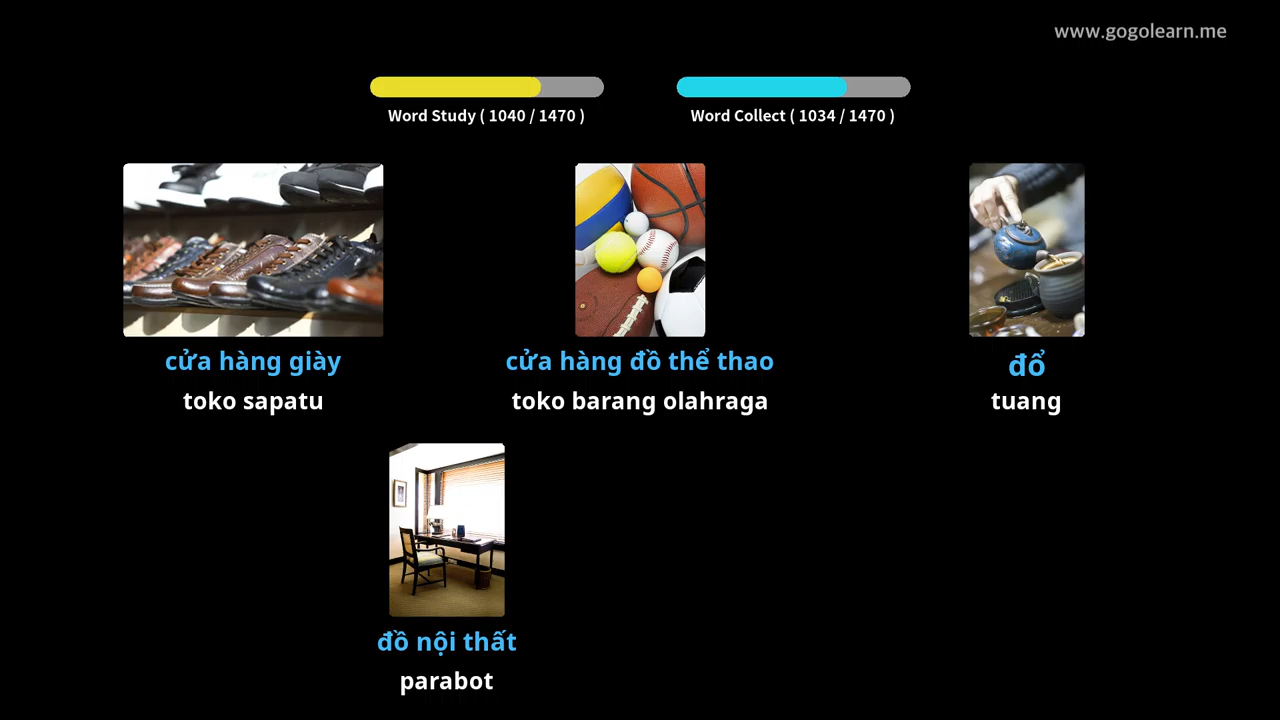 www.gogolearn.me
Word Study ( 1040 / 1470 )
Word Collect ( 1034 / 1470 )
cửa hàng giày
toko sapatu
cửa hàng đồ thể thao
toko barang olahraga
đổ
tuang
đồ nội thất
parabot